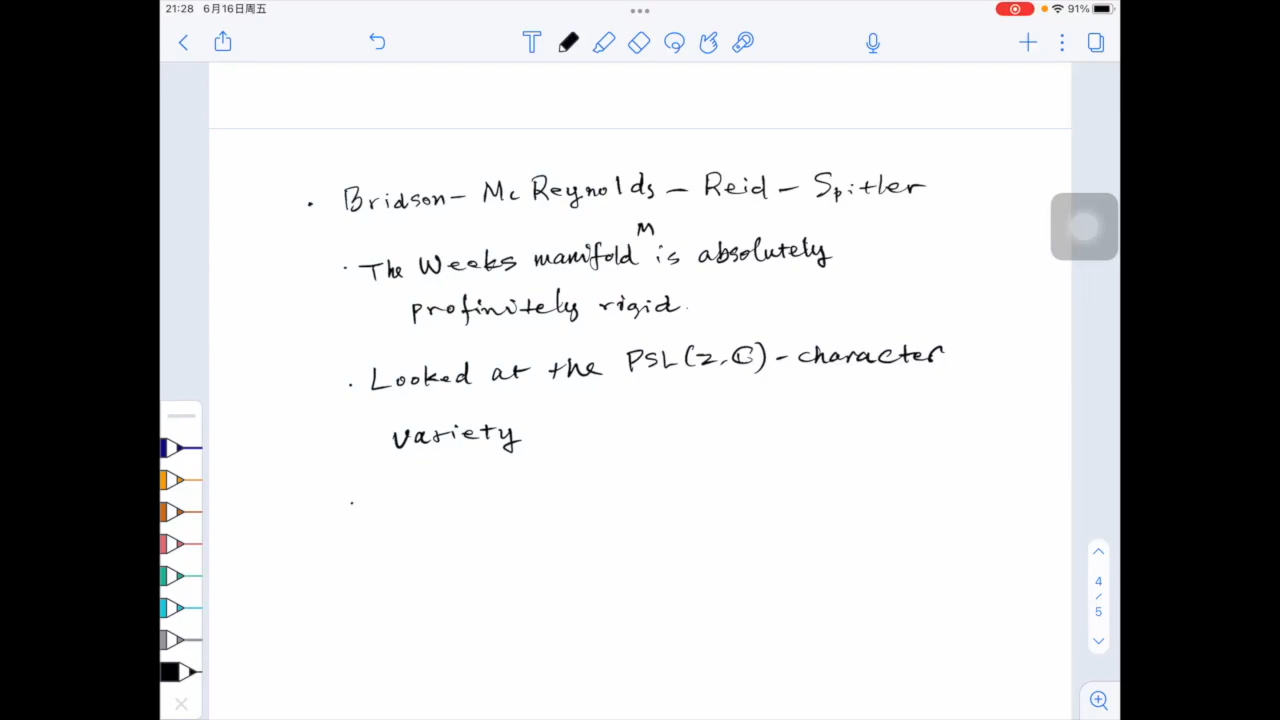 21:28 6月16日周五
91%
· Bridson - McReynolds - Reid - Spitler
M
· The Weeks manifold is absolutely
profinitely rigid.
· Looked at the PSL(2,ℂ) - character
variety
·
4
/
5